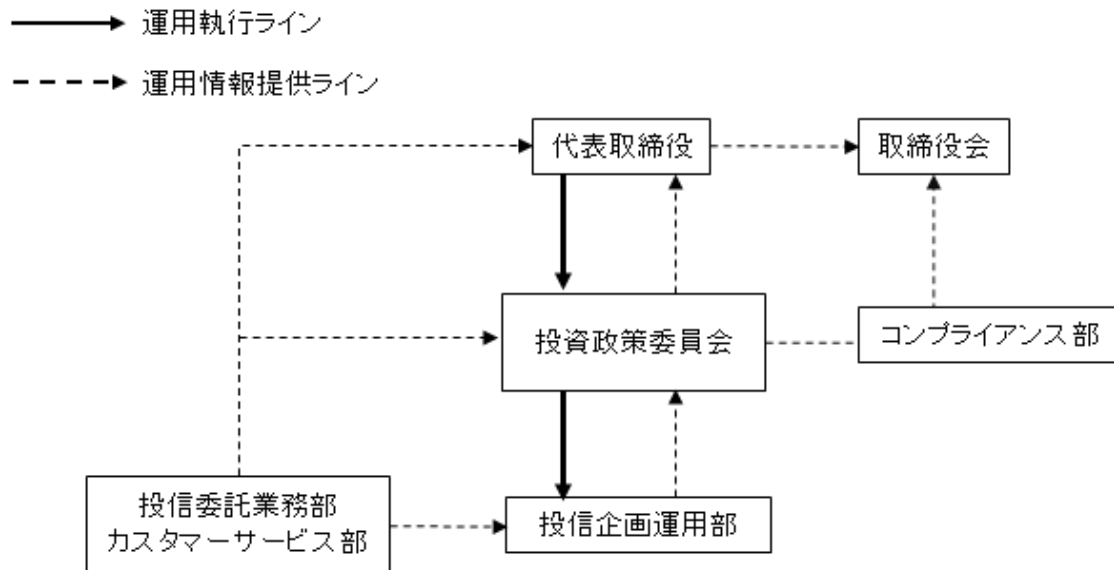 運用執行ライン
運用情報提供ライン
代表取締役
取締役会
投資政策委員会
コンプライアンス部
投信委託業務部
カスタマーサービス部
投信企画運用部